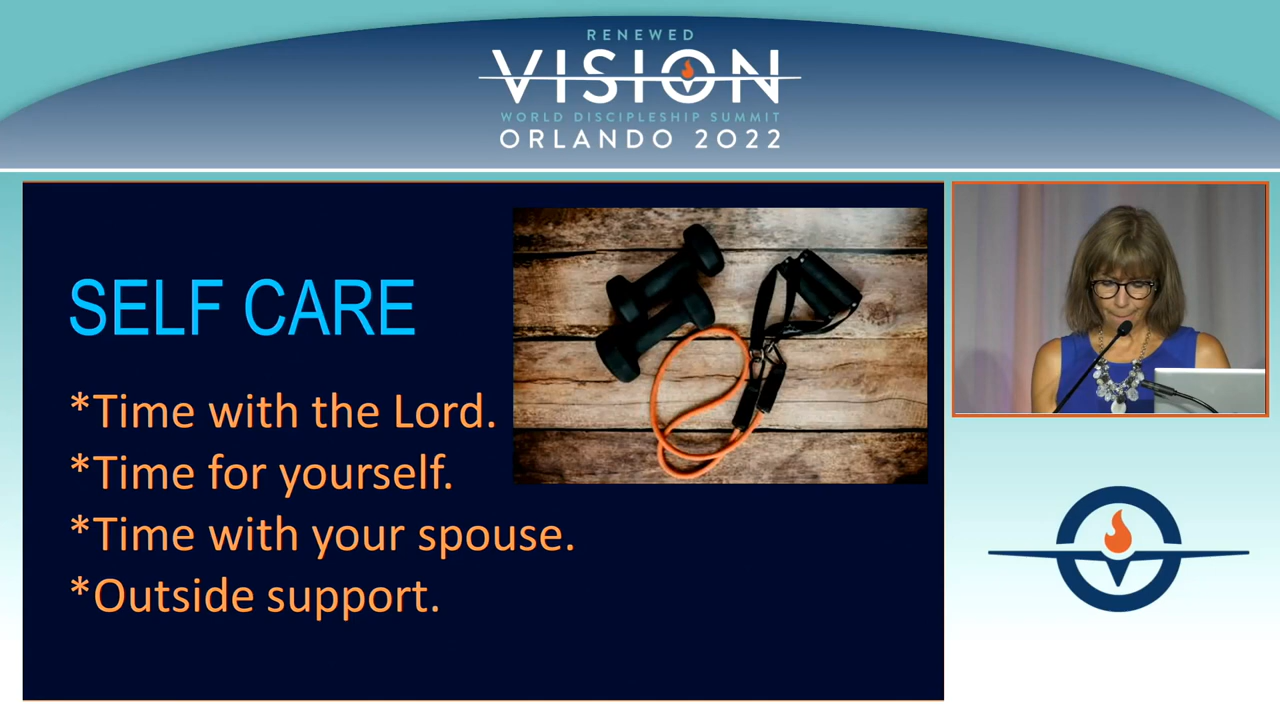 RENEWED
VISION
WORLD DISCIPLESHIP SUMMIT
ORLANDO 2022
SELF CARE
*Time with the Lord.
*Time for yourself.
*Time with your spouse.
*Outside support.